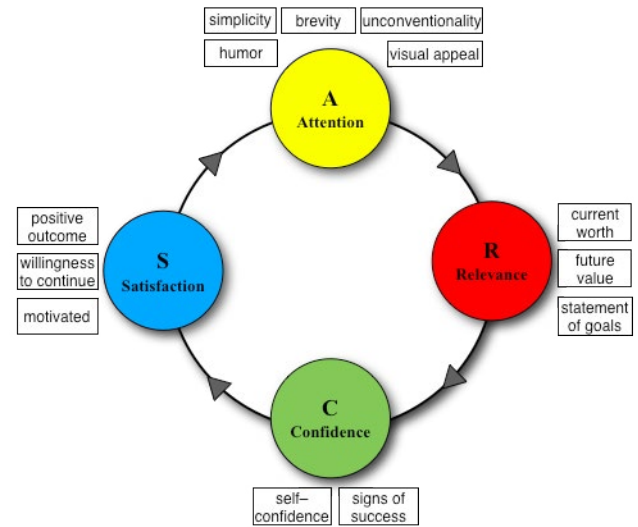 simplicity
brevity
unconventionality
humor
visual appeal
A
Attention
positive
outcome
willingness
to continue
motivated
S
Satisfaction
R
Relevance
current
worth
future
value
statement
of goals
C
Confidence
self–
confidence
signs of
success